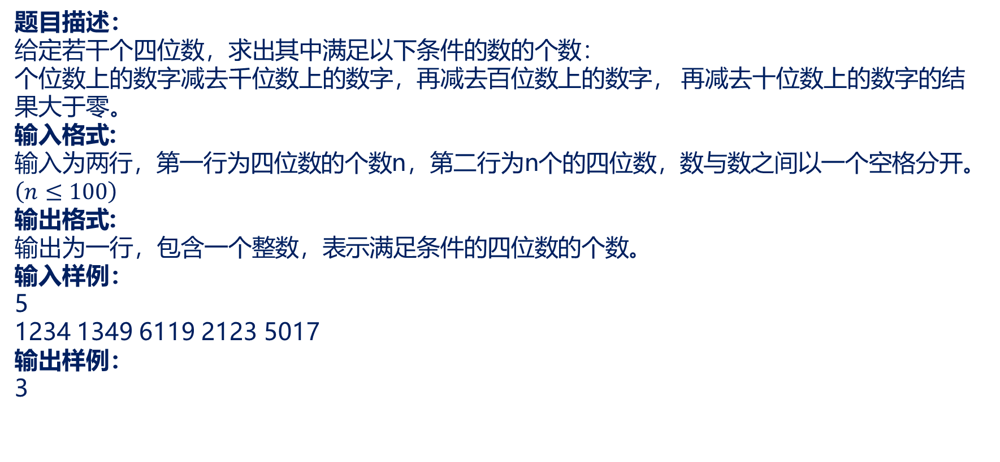 题目描述：
给定若干个四位数，求出其中满足以下条件的数的个数：
个位数上的数字减去千位数上的数字，再减去百位数上的数字， 再减去十位数上的数字的结
果大于零。
输入格式:
输入为两行，第一行为四位数的个数n，第二行为n个的四位数，数与数之间以一个空格分开。
(n ≤ 100)
输出格式:
输出为一行，包含一个整数，表示满足条件的四位数的个数。
输入样例：
5
1234 1349 6119 2123 5017
输出样例：
3